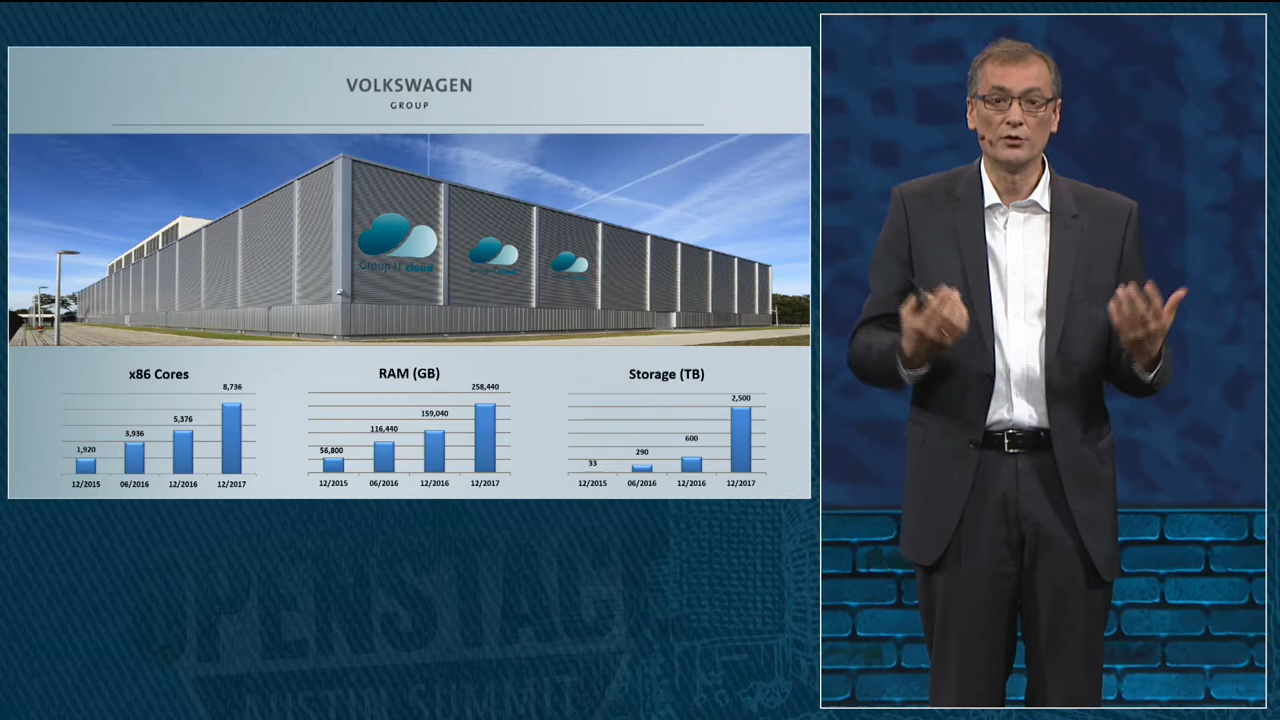 VOLKSWAGEN
GROUP
Group IT cloud
x86 Cores
8,736
5,376
3,936
1,920
12/2015 06/2016 12/2016 12/2017
RAM (GB)
258,440
159,040
116,440
56,800
12/2015 06/2016 12/2016 12/2017
Storage (TB)
2,500
600
290
33
12/2015 06/2016 12/2016 12/2017
AUSTIN SUMMIT